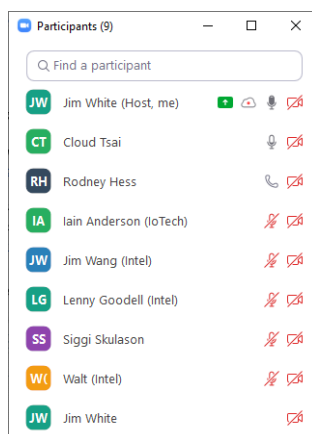 Participants (9)
Find a participant
JW Jim White (Host, me)
CT Cloud Tsai
RH Rodney Hess
IA Iain Anderson (IoTech)
JW Jim Wang (Intel)
LG Lenny Goodell (Intel)
SS Siggi Skulason
W( Walt (Intel)
JW Jim White